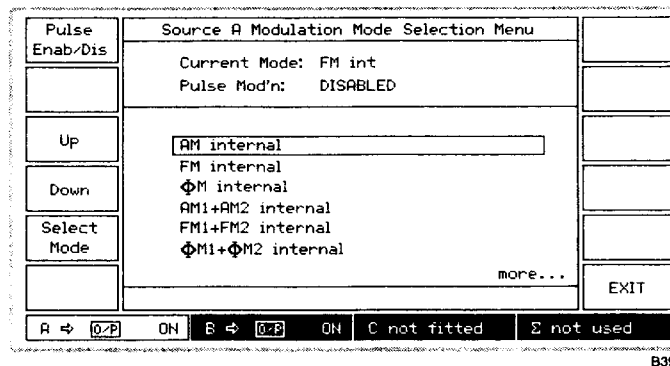 Pulse
Enab/Dis
Source A Modulation Mode Selection Menu
Current Mode: FM int
Pulse Mod'n: DISABLED
Up
Down
Select
Mode
AM internal
FM internal
ΦM internal
AM1+AM2 internal
FM1+FM2 internal
ΦM1+ΦM2 internal
more...
EXIT
A ⇨ O/P ON
B ⇨ O/P ON
C not fitted
Σ not used